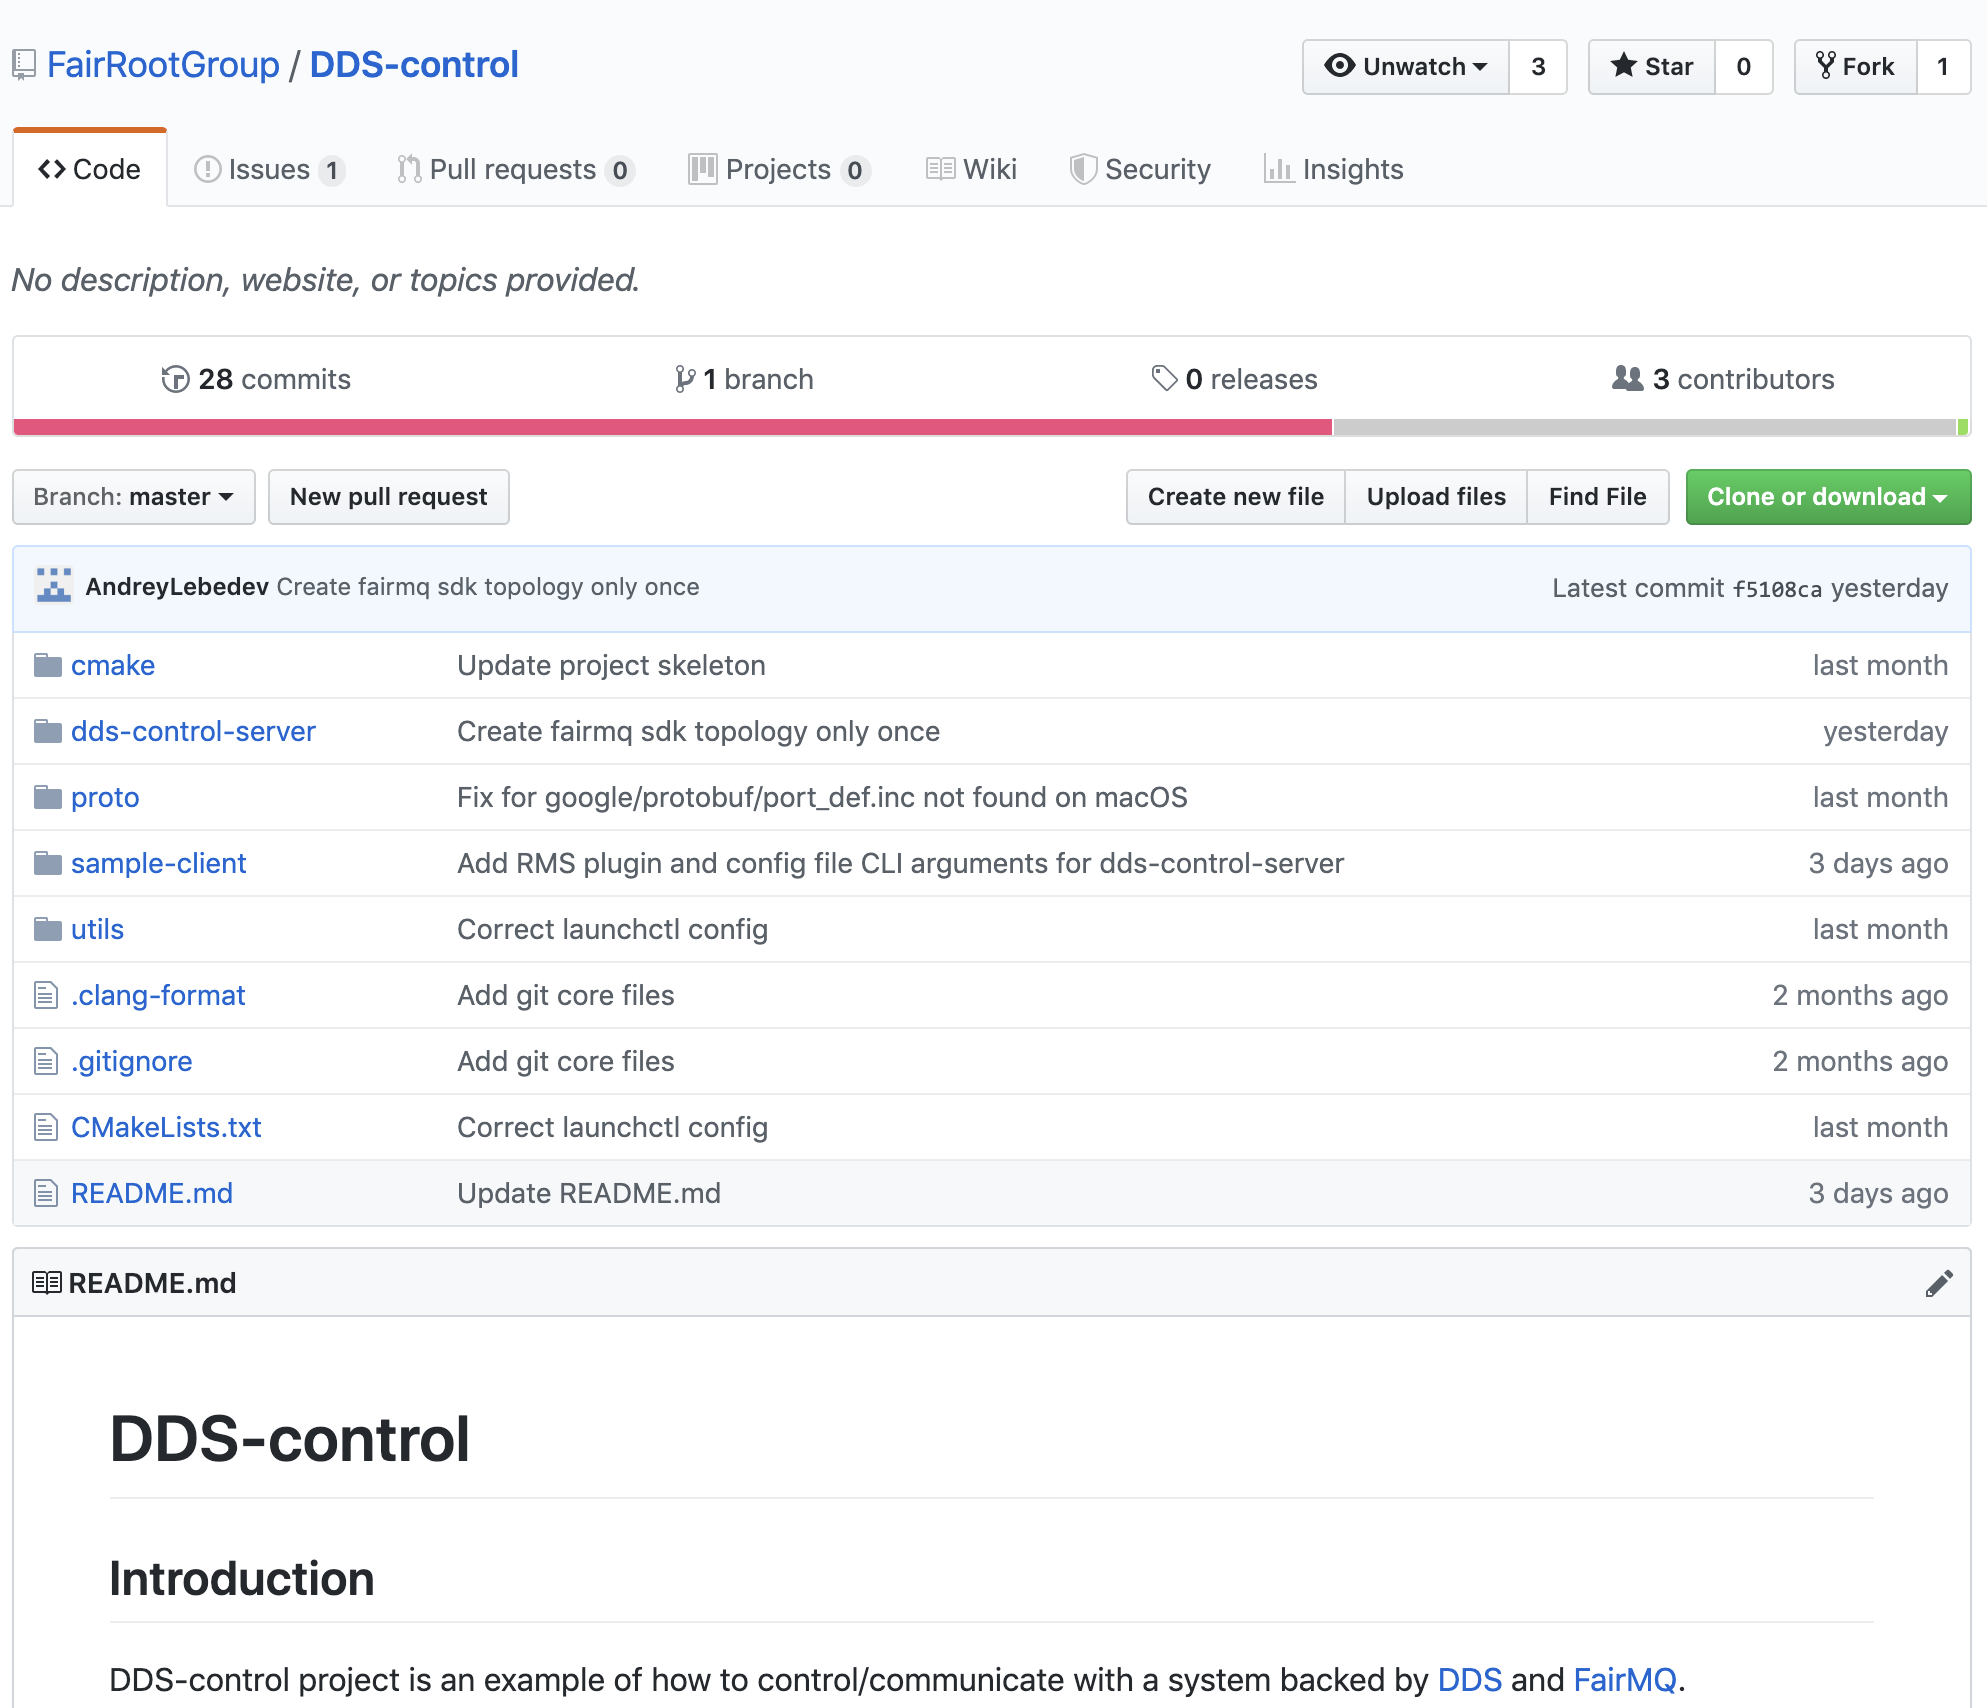 FairRootGroup / DDS-control Unwatch 3 Star 0 Fork 1
Code Issues 1 Pull requests 0 Projects 0 Wiki Security Insights
No description, website, or topics provided.
28 commits 1 branch 0 releases 3 contributors
Branch: master New pull request Create new file Upload files Find File Clone or download
AndreyLebedev Create fairmq sdk topology only once Latest commit f5108ca yesterday
cmake Update project skeleton last month
dds-control-server Create fairmq sdk topology only once yesterday
proto Fix for google/protobuf/port_def.inc not found on macOS last month
sample-client Add RMS plugin and config file CLI arguments for dds-control-server 3 days ago
utils Correct launchctl config last month
.clang-format Add git core files 2 months ago
.gitignore Add git core files 2 months ago
CMakeLists.txt Correct launchctl config last month
README.md Update README.md 3 days ago
README.md
DDS-control
Introduction
DDS-control project is an example of how to control/communicate with a system backed by DDS and FairMQ.